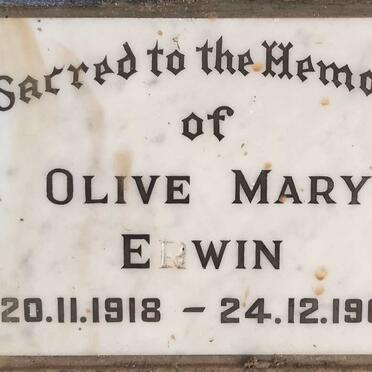 Sacred to the Memo
of
OLIVE MARY
ERWIN
20.11.1918 - 24.12.19